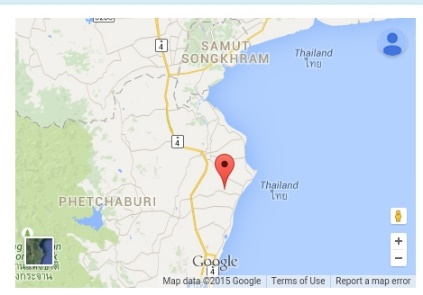 4
SAMUT
SONGKHRAM
Thailand
ไทย
4
PHETCHABURI
Thailand
ไทย
Google
4
Map data ©2015 Google
Terms of Use
Report a map error